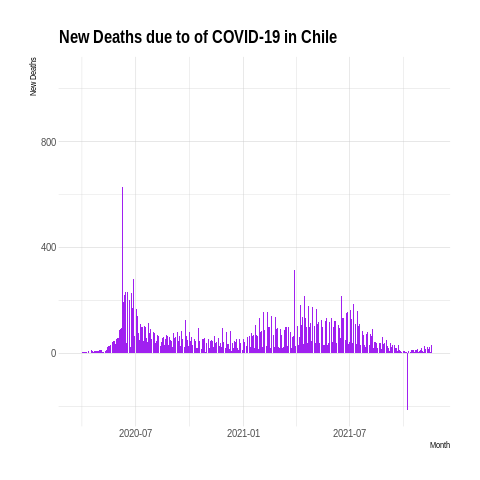 New Deaths due to of COVID-19 in Chile
New Deaths
800
400
0
2020-07
2021-01
2021-07
Month